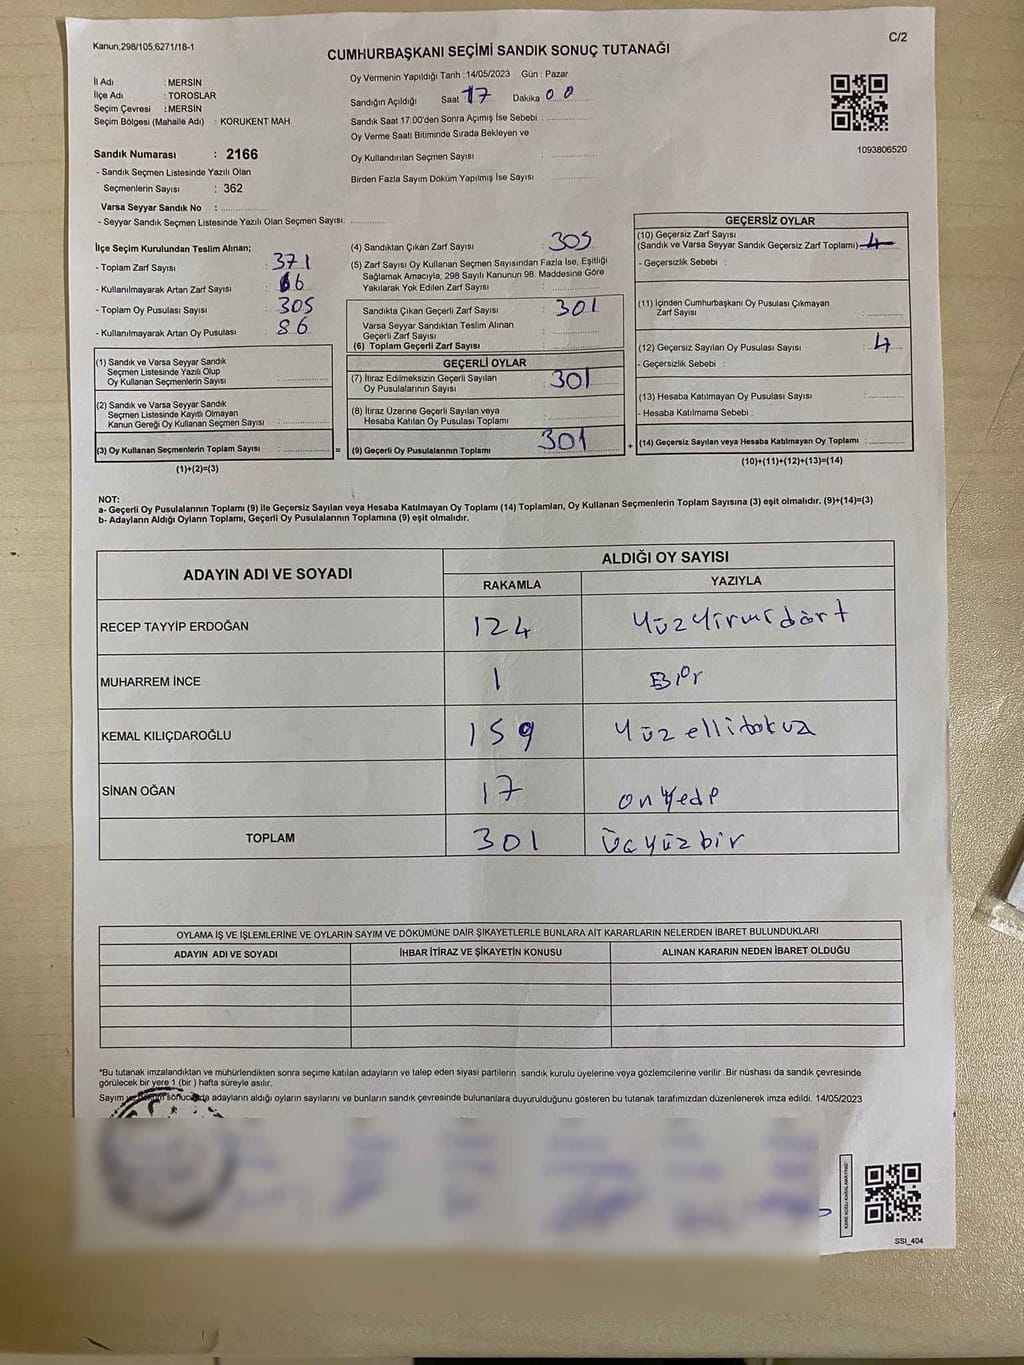 Kanun,298/105,6271/18-1
C/2
CUMHURBAŞKANI SEÇİMİ SANDIK SONUÇ TUTANAĞI
İl Adı : MERSİN
İlçe Adı : TOROSLAR
Seçim Çevresi : MERSİN
Seçim Bölgesi (Mahalle Adı) : KORUKENT MAH.
Sandık Numarası : 2166
- Sandık Seçmen Listesinde Yazılı Olan
Seçmenlerin Sayısı : 362
Varsa Seyyar Sandık No :
- Seyyar Sandık Seçmen Listesinde Yazılı Olan Seçmen Sayısı:
Oy Vermenin Yapıldığı Tarih : 14/05/2023 Gün : Pazar
Sandığın Açıldığı Saat 17 Dakika 00
Sandık Saat 17.00'den Sonra Açımış İse Sebebi :
Oy Verme Saati Bitiminde Sırada Bekleyen ve
Oy Kullandırılan Seçmen Sayısı :
Birden Fazla Sayım Döküm Yapılmış İse Sayısı :
1093806520
İlçe Seçim Kurulundan Teslim Alınan;
- Toplam Zarf Sayısı : 371
- Kullanılmayarak Artan Zarf Sayısı : 66
- Toplam Oy Pusulası Sayısı : 305
- Kullanılmayarak Artan Oy Pusulası : 86
(1) Sandık ve Varsa Seyyar Sandık
Seçmen Listesinde Yazılı Olup
Oy Kullanan Seçmenlerin Sayısı :
(2) Sandık ve Varsa Seyyar Sandık
Seçmen Listesinde Kayıtlı Olmayan
Kanun Gereği Oy Kullanan Seçmen Sayısı :
(3) Oy Kullanan Seçmenlerin Toplam Sayısı : =
(1)+(2)=(3)
(4) Sandıktan Çıkan Zarf Sayısı : 305
(5) Zarf Sayısı Oy Kullanan Seçmen Sayısından Fazla İse, Eşitliği
Sağlamak Amacıyla, 298 Sayılı Kanunun 98. Maddesine Göre
Yakılarak Yok Edilen Zarf Sayısı :
Sandıkta Çıkan Geçerli Zarf Sayısı : 301
Varsa Seyyar Sandıktan Teslim Alınan
Geçerli Zarf Sayısı :
(6) Toplam Geçerli Zarf Sayısı :
GEÇERLİ OYLAR
(7) İtiraz Edilmeksizin Geçerli Sayılan
Oy Pusulalarının Sayısı : 301
(8) İtiraz Üzerine Geçerli Sayılan veya
Hesaba Katılan Oy Pusulası Toplamı :
(9) Geçerli Oy Pusulalarının Toplamı : 301 +
GEÇERSİZ OYLAR
(10) Geçersiz Zarf Sayısı
(Sandık ve Varsa Seyyar Sandık Geçersiz Zarf Toplamı) : 4
- Geçersizlik Sebebi :
(11) İçinden Cumhurbaşkanı Oy Pusulası Çıkmayan
Zarf Sayısı :
(12) Geçersiz Sayılan Oy Pusulası Sayısı : 4
- Geçersizlik Sebebi :
(13) Hesaba Katılmayan Oy Pusulası Sayısı :
- Hesaba Katılmama Sebebi :
(14) Geçersiz Sayılan veya Hesaba Katılmayan Oy Toplamı :
(10)+(11)+(12)+(13)=(14)
NOT:
a- Geçerli Oy Pusulalarının Toplamı (9) ile Geçersiz Sayılan veya Hesaba Katılmayan Oy Toplamı (14) Toplamları, Oy Kullanan Seçmenlerin Toplam Sayısına (3) eşit olmalıdır. (9)+(14)=(3)
b- Adayların Aldığı Oyların Toplamı, Geçerli Oy Pusulalarının Toplamına (9) eşit olmalıdır.
ADAYIN ADI VE SOYADI
ALDIĞI OY SAYISI
RAKAMLA YAZIYLA
RECEP TAYYİP ERDOĞAN 124 Yüzyirmidört
MUHARREM İNCE 1 Bir
KEMAL KILIÇDAROĞLU 159 Yüzellidokuz
SİNAN OĞAN 17 onyedi
TOPLAM 301 üçyüzbir
OYLAMA İŞ VE İŞLEMLERİNE VE OYLARIN SAYIM VE DÖKÜMÜNE DAİR ŞİKAYETLERLE BUNLARA AİT KARARLARIN NELERDEN İBARET BULUNDUKLARI
ADAYIN ADI VE SOYADI İHBAR İTİRAZ VE ŞİKAYETİN KONUSU ALINAN KARARIN NEDEN İBARET OLDUĞU
*Bu tutanak imzalandıktan ve mühürlendikten sonra seçime katılan adayların ve talep eden siyasi partilerin sandık kurulu üyelerine veya gözlemcilerine verilir .Bir nüshası da sandık çevresinde
görülecek bir yere 1 (bir ) hafta süreyle asılır.
Sayım sonucunda adayların aldığı oyların sayılarını ve bunların sandık çevresinde bulunanlara duyurulduğunu gösteren bu tutanak tarafımızdan düzenlenerek imza edildi. 14/05/2023
KARE KODU KARALAMAYINIZ!
SSI_404